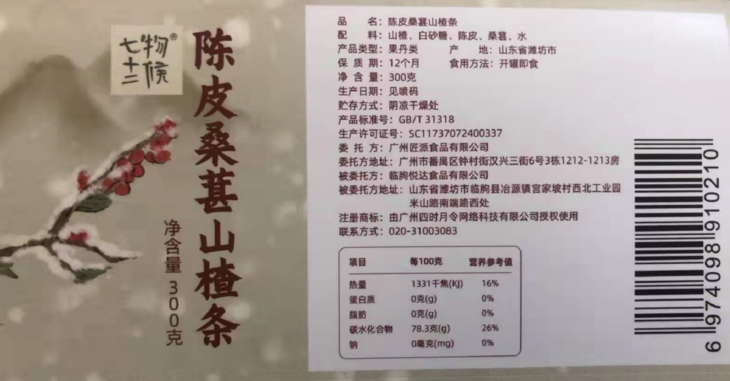 七十二物候®
陈皮桑葚山楂条
净含量300克
品 名：陈皮桑葚山楂条
配 料：山楂、白砂糖、陈皮、桑葚、水
产品类型：果丹类 产 地：山东省潍坊市
保 质 期：12个月 食用方法：开罐即食
净 含 量：300克
生产日期：见喷码
贮存方式：阴凉干燥处
产品标准号：GB/T 31318
生产许可证号：SC11737072400337
委 托 方：广州匠派食品有限公司
委托方地址：广州市番禺区钟村街汉兴三街6号3栋1212-1213房
被委托方：临朐悦达食品有限公司
被委托方地址：山东省潍坊市临朐县冶源镇宫家坡村西北工业园
米山路南端路西处
注册商标：由广州四时月令网络科技有限公司授权使用
联系方式：020-31003083
项目 每100克 营养参考值
热量 1331千焦(KJ) 16%
蛋白质 0克(g) 0%
脂肪 0克(g) 0%
碳水化合物 78.3克(g) 26%
钠 0毫克(mg) 0%
6 974098 910210